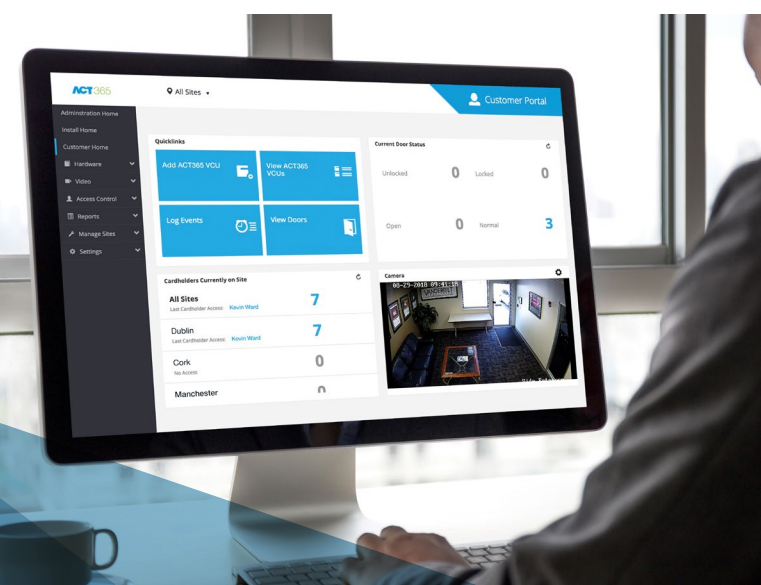 ACT365
All Sites
Customer Portal
Adminstration Home
Install Home
Customer Home
Hardware
Video
Access Control
Reports
Manage Sites
Settings
Quicklinks
Add ACT365 VCU
View ACT365
VCUs
Log Events
View Doors
Current Door Status
Unlocked 0 Locked 0
Open 0 Normal 3
Cardholders Currently on Site
All Sites 7
Last Cardholder Access: Kevin Ward
Dublin 7
Last Cardholder Access: Kevin Ward
Cork 0
No Access
Manchester 0
Camera
08-29-2018 09:41:18
VANDERBILT